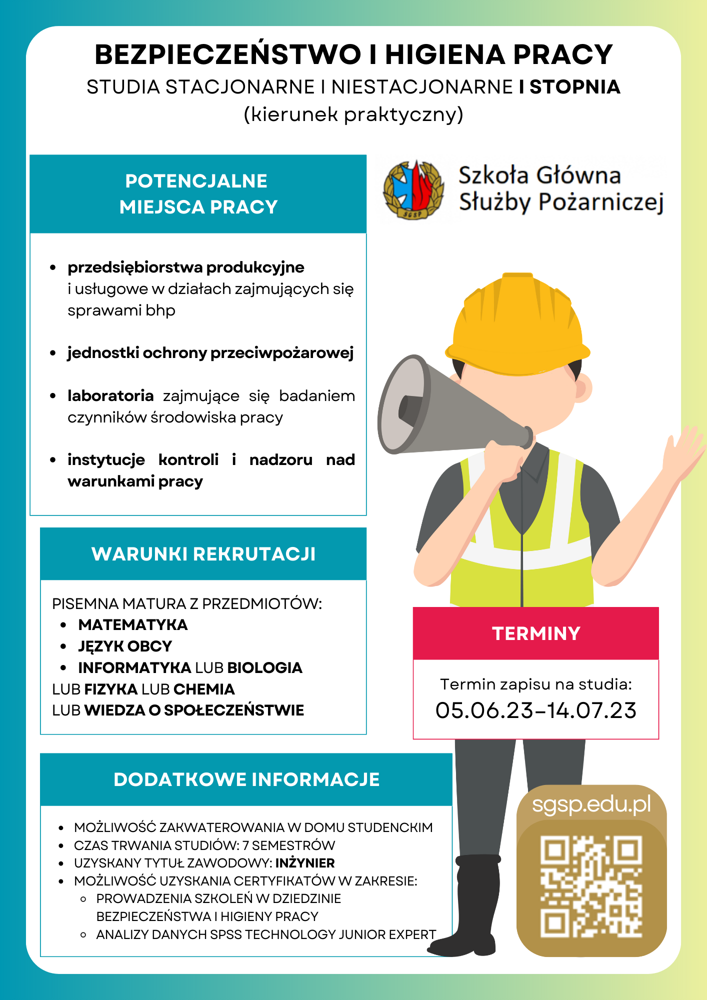 BEZPIECZEŃSTWO I HIGIENA PRACY
STUDIA STACJONARNE I NIESTACJONARNE I STOPNIA
(kierunek praktyczny)
POTENCJALNE
MIEJSCA PRACY
• przedsiębiorstwa produkcyjne
i usługowe w działach zajmujących się
sprawami bhp
• jednostki ochrony przeciwpożarowej
• laboratoria zajmujące się badaniem
czynników środowiska pracy
• instytucje kontroli i nadzoru nad
warunkami pracy
SGSP
Szkoła Główna
Służby Pożarniczej
WARUNKI REKRUTACJI
PISEMNA MATURA Z PRZEDMIOTÓW:
• MATEMATYKA
• JĘZYK OBCY
• INFORMATYKA LUB BIOLOGIA
LUB FIZYKA LUB CHEMIA
LUB WIEDZA O SPOŁECZEŃSTWIE
TERMINY
Termin zapisu na studia:
05.06.23–14.07.23
DODATKOWE INFORMACJE
• MOŻLIWOŚĆ ZAKWATEROWANIA W DOMU STUDENCKIM
• CZAS TRWANIA STUDIÓW: 7 SEMESTRÓW
• UZYSKANY TYTUŁ ZAWODOWY: INŻYNIER
• MOŻLIWOŚĆ UZYSKANIA CERTYFIKATÓW W ZAKRESIE:
◦ PROWADZENIA SZKOLEŃ W DZIEDZINIE
BEZPIECZEŃSTWA I HIGIENY PRACY
◦ ANALIZY DANYCH SPSS TECHNOLOGY JUNIOR EXPERT
sgsp.edu.pl